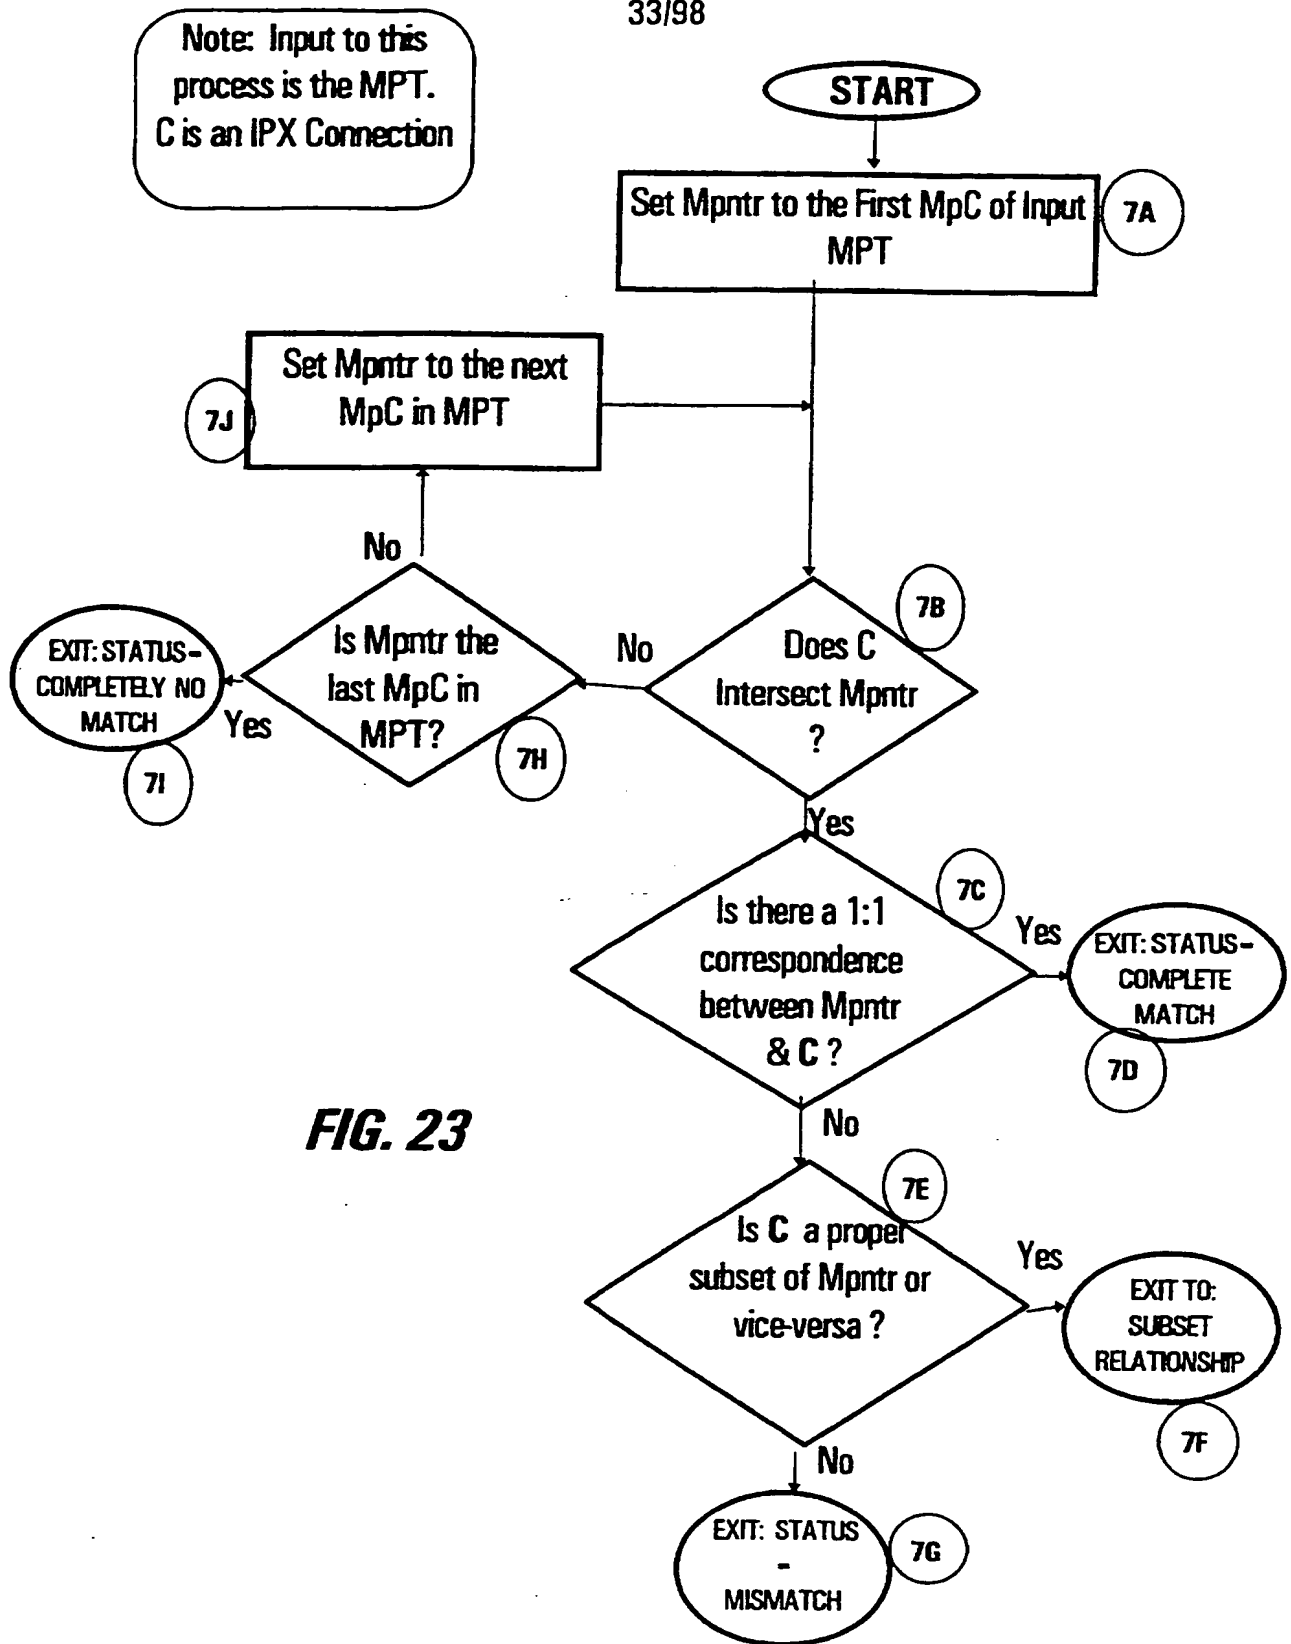 33/98
Note: Input to this
process is the MPT.
C is an IPX Connection
START
Set Mpntr to the First MpC of Input
MPT
7A
Set Mpntr to the next
MpC in MPT
7J
No
7B
Does C
Intersect Mpntr
?
No
Is Mpntr the
last MpC in
MPT?
7H
EXIT: STATUS-
COMPLETELY NO
MATCH
Yes
7I
Yes
7C
Is there a 1:1
correspondence
between Mpntr
& C ?
Yes
EXIT: STATUS-
COMPLETE
MATCH
7D
No
FIG. 23
7E
Is C a proper
subset of Mpntr or
vice-versa ?
Yes
EXIT TO:
SUBSET
RELATIONSHIP
7F
No
EXIT: STATUS
-
MISMATCH
7G